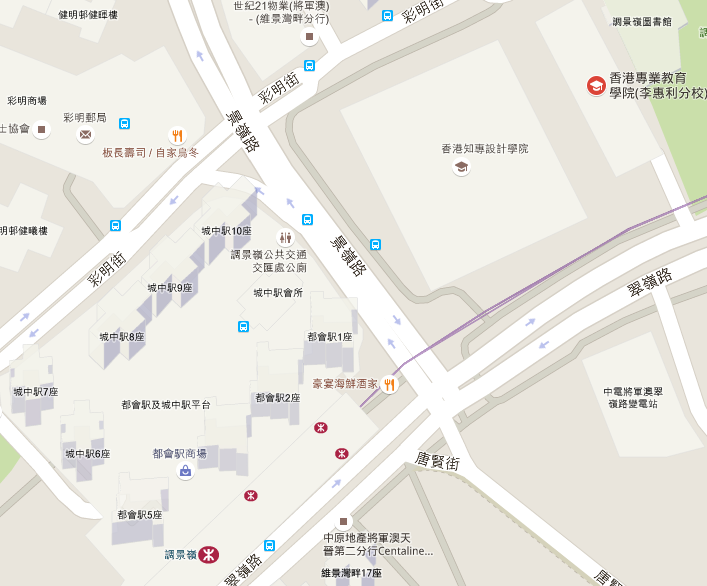 世紀21物業(將軍澳)
- (維景灣畔分行)
健明邨健暉樓
彩明街
調景嶺圖書館
調
香港專業教育
學院(李惠利分校)
彩明街
彩明商場
彩明郵局
士協會
景嶺路
板長壽司 / 自家烏冬
香港知專設計學院
明邨健曦樓
城中駅10座
調景嶺公共交通
交匯處公廁
景嶺路
彩明街
翠嶺路
城中駅9座
城中駅會所
城中駅8座
都會駅1座
城中駅7座
豪宴海鮮酒家
都會駅2座
中電將軍澳翠
嶺路變電站
都會駅及城中駅平台
城中駅6座
都會駅商場
唐賢街
都會駅5座
中原地產將軍澳天
晉第二分行Centaline...
調景嶺
翠嶺路
維景灣畔17座
唐賢街